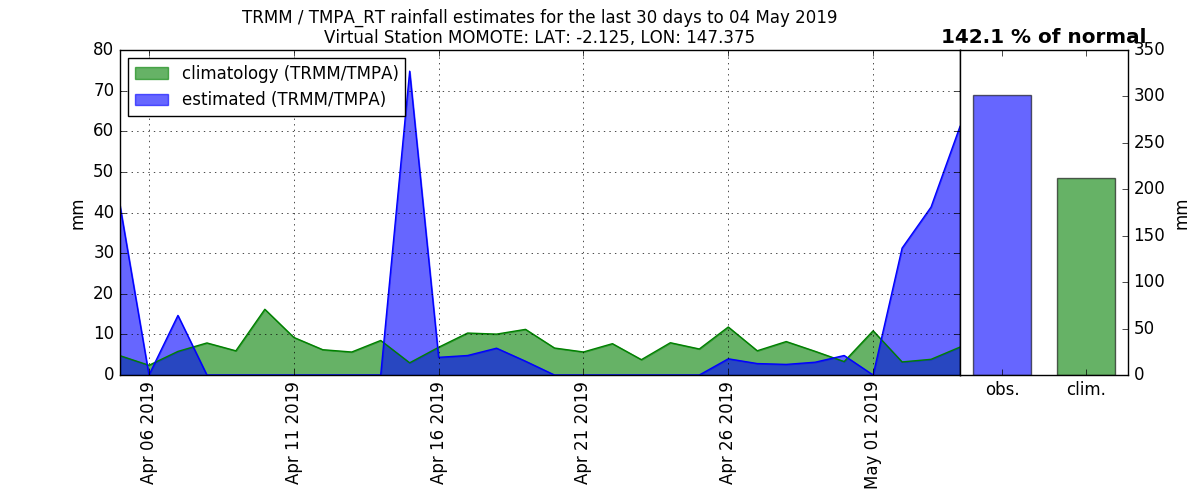 TRMM / TMPA_RT rainfall estimates for the last 30 days to 04 May 2019
Virtual Station MOMOTE: LAT: -2.125, LON: 147.375
142.1 % of normal
climatology (TRMM/TMPA)
estimated (TRMM/TMPA)
80
70
60
50
40
30
20
10
0
mm
Apr 06 2019
Apr 11 2019
Apr 16 2019
Apr 21 2019
Apr 26 2019
May 01 2019
obs.
clim.
350
300
250
200
150
100
50
0
mm